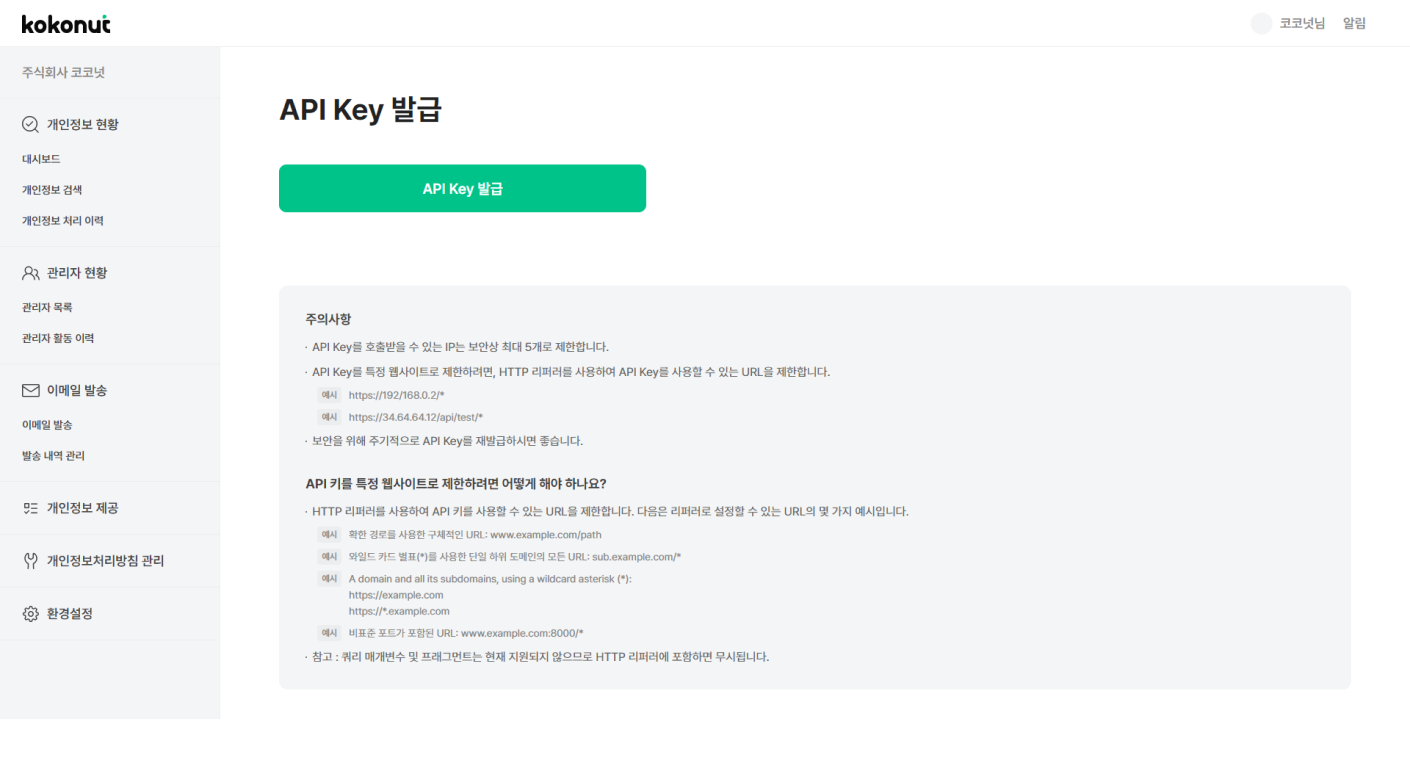 kokonut
코코넛님 알림
주식회사 코코넛
개인정보 현황
대시보드
개인정보 검색
개인정보 처리 이력
관리자 현황
관리자 목록
관리자 활동 이력
이메일 발송
이메일 발송
발송 내역 관리
개인정보 제공
개인정보처리방침 관리
환경설정
API Key 발급
API Key 발급
주의사항
· API Key를 호출받을 수 있는 IP는 보안상 최대 5개로 제한합니다.
· API Key를 특정 웹사이트로 제한하려면, HTTP 리퍼러를 사용하여 API Key를 사용할 수 있는 URL을 제한합니다.
예시 https://192/168.0.2/*
예시 https://34.64.64.12/api/test/*
· 보안을 위해 주기적으로 API Key를 재발급하시면 좋습니다.
API 키를 특정 웹사이트로 제한하려면 어떻게 해야 하나요?
· HTTP 리퍼러를 사용하여 API 키를 사용할 수 있는 URL을 제한합니다. 다음은 리퍼러로 설정할 수 있는 URL의 몇 가지 예시입니다.
예시 확한 경로를 사용한 구체적인 URL: www.example.com/path
예시 와일드 카드 별표(*)를 사용한 단일 하위 도메인의 모든 URL: sub.example.com/*
예시 A domain and all its subdomains, using a wildcard asterisk (*):
https://example.com
https://*.example.com
예시 비표준 포트가 포함된 URL: www.example.com:8000/*
· 참고 : 쿼리 매개변수 및 프래그먼트는 현재 지원되지 않으므로 HTTP 리퍼러에 포함하면 무시됩니다.